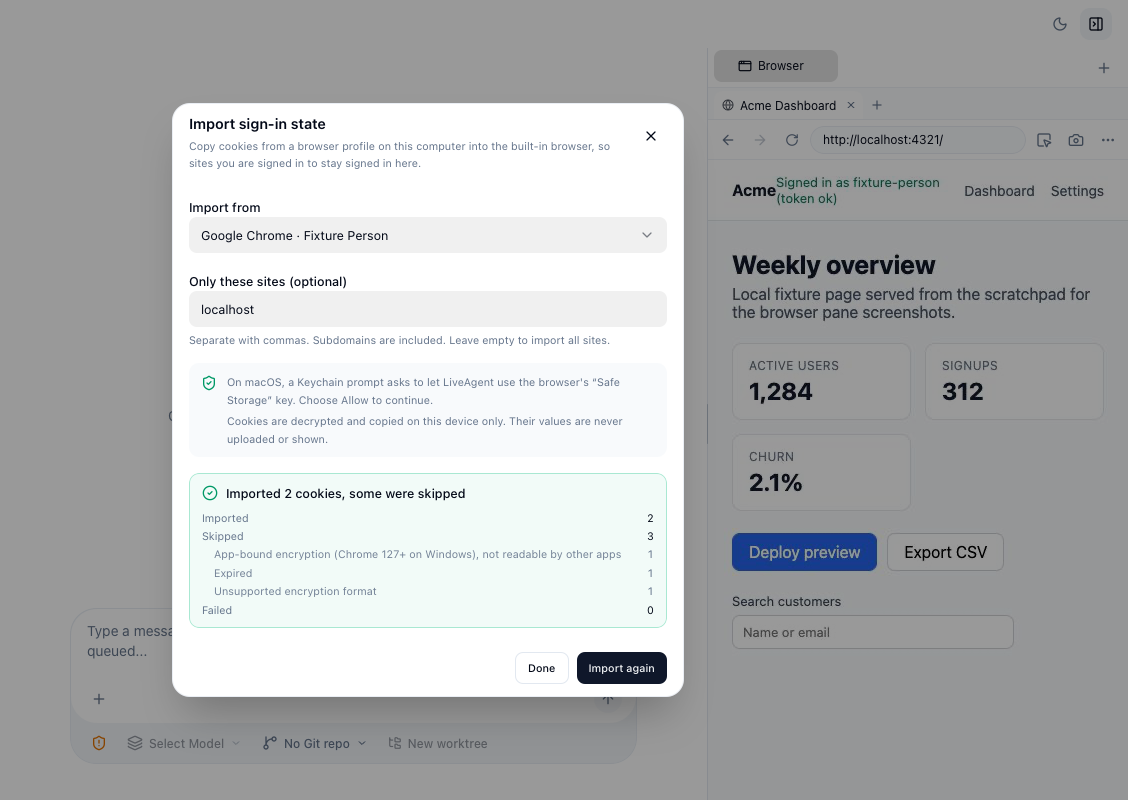 Import sign-in state
Copy cookies from a browser profile on this computer into the built-in browser, so
sites you are signed in to stay signed in here.
Import from
Google Chrome · Fixture Person
Only these sites (optional)
localhost
Separate with commas. Subdomains are included. Leave empty to import all sites.
On macOS, a Keychain prompt asks to let LiveAgent use the browser's "Safe
Storage" key. Choose Allow to continue.
Cookies are decrypted and copied on this device only. Their values are never
uploaded or shown.
Imported 2 cookies, some were skipped
Imported 2
Skipped 3
App-bound encryption (Chrome 127+ on Windows), not readable by other apps 1
Expired 1
Unsupported encryption format 1
Failed 0
Done
Import again
queued...
Select Model
No Git repo
New worktree
Browser
Acme Dashboard
http://localhost:4321/
Acme
Signed in as fixture-person
(token ok)
Dashboard
Settings
Weekly overview
Local fixture page served from the scratchpad for
the browser pane screenshots.
ACTIVE USERS
1,284
SIGNUPS
312
CHURN
2.1%
Deploy preview
Export CSV
Search customers
Name or email
Type a